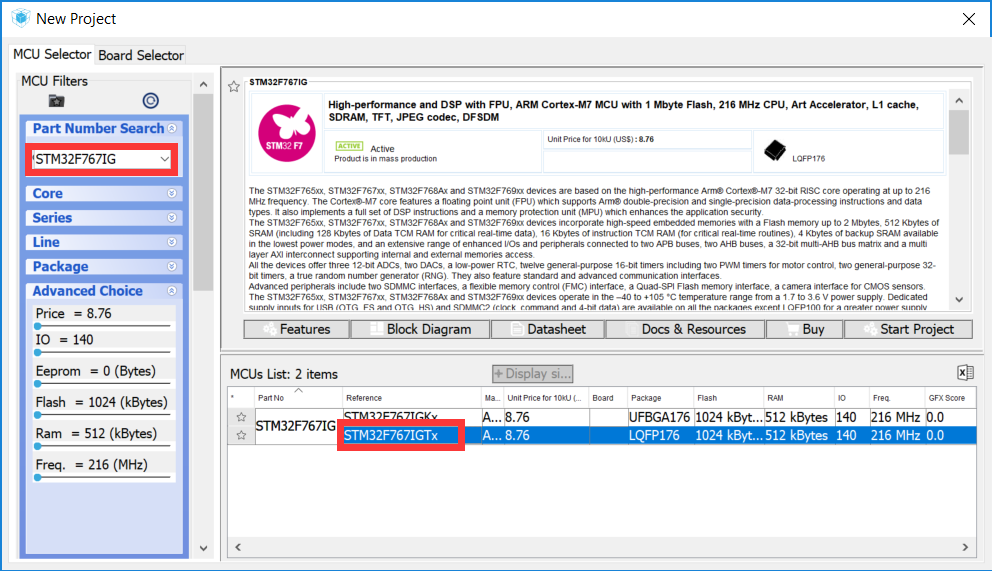 New Project
MCU Selector
Board Selector
MCU Filters
Part Number Search
STM32F767IG
Core
Series
Line
Package
Advanced Choice
Price = 8.76
IO = 140
Eeprom = 0 (Bytes)
Flash = 1024 (kBytes)
Ram = 512 (kBytes)
Freq. = 216 (MHz)
STM32F767IG
STM32 F7
High-performance and DSP with FPU, ARM Cortex-M7 MCU with 1 Mbyte Flash, 216 MHz CPU, Art Accelerator, L1 cache,
SDRAM, TFT, JPEG codec, DFSDM
ACTIVE Active
Product is in mass production
Unit Price for 10kU (US$) : 8.76
LQFP176
The STM32F765xx, STM32F767xx, STM32F768Ax and STM32F769xx devices are based on the high-performance Arm® Cortex®-M7 32-bit RISC core operating at up to 216
MHz frequency. The Cortex®-M7 core features a floating point unit (FPU) which supports Arm® double-precision and single-precision data-processing instructions and data
types. It also implements a full set of DSP instructions and a memory protection unit (MPU) which enhances the application security.
The STM32F765xx, STM32F767xx, STM32F768Ax and STM32F769xx devices incorporate high-speed embedded memories with a Flash memory up to 2 Mbytes, 512 Kbytes of
SRAM (including 128 Kbytes of Data TCM RAM for critical real-time data), 16 Kbytes of instruction TCM RAM (for critical real-time routines), 4 Kbytes of backup SRAM available
in the lowest power modes, and an extensive range of enhanced I/Os and peripherals connected to two APB buses, two AHB buses, a 32-bit multi-AHB bus matrix and a multi
layer AXI interconnect supporting internal and external memories access.
All the devices offer three 12-bit ADCs, two DACs, a low-power RTC, twelve general-purpose 16-bit timers including two PWM timers for motor control, two general-purpose 32-
bit timers, a true random number generator (RNG). They also feature standard and advanced communication interfaces.
Advanced peripherals include two SDMMC interfaces, a flexible memory control (FMC) interface, a Quad-SPI Flash memory interface, a camera interface for CMOS sensors.
The STM32F765xx, STM32F767xx, STM32F768Ax and STM32F769xx devices operate in the –40 to +105 °C temperature range from a 1.7 to 3.6 V power supply. Dedicated
supply inputs for USB (OTG_FS and OTG_HS) and SDMMC2 (clock, command and 4-bit data) are available on all the packages except LQFP100 for a greater power supply
Features
Block Diagram
Datasheet
Docs & Resources
Buy
Start Project
MCUs List: 2 items
+ Display si...
* Part No Reference Ma... Unit Price for 10kU (... Board Package Flash RAM IO Freq. GFX Score
STM32F767IG
STM32F767IGKx A... 8.76 UFBGA176 1024 kByt... 512 kBytes 140 216 MHz 0.0
STM32F767IGTx A... 8.76 LQFP176 1024 kByt... 512 kBytes 140 216 MHz 0.0